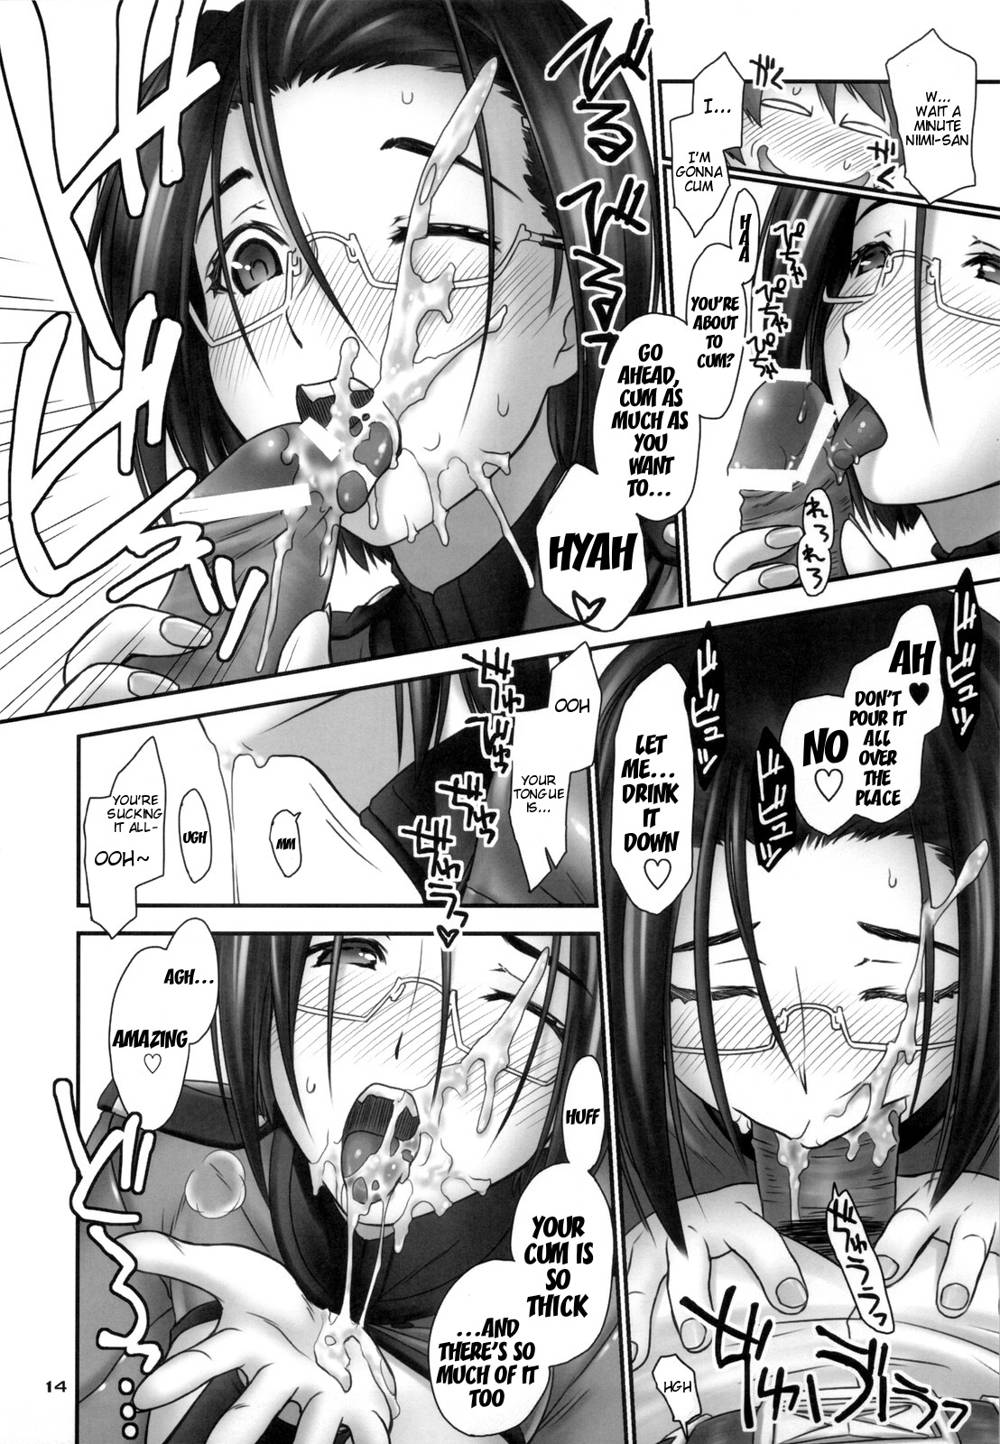 W...
WAIT A
MINUTE
NIIMI-SAN
I...
I'M
GONNA
CUM
HAA
YOU'RE
ABOUT
TO
CUM?
GO
AHEAD,
CUM AS
MUCH AS
YOU
WANT
TO...
HYAH
れろれろ
AH
DON'T
POUR IT
ALL
OVER
THE
PLACE
NO
LET
ME...
DRINK
IT
DOWN
OOH
YOUR
TONGUE
IS...
MM
UGH
YOU'RE
SUCKING
IT ALL-
OOH~
HGH
AGH...
AMAZING
HUFF
YOUR
CUM IS
SO
THICK
...AND
THERE'S SO
MUCH OF IT
TOO
14